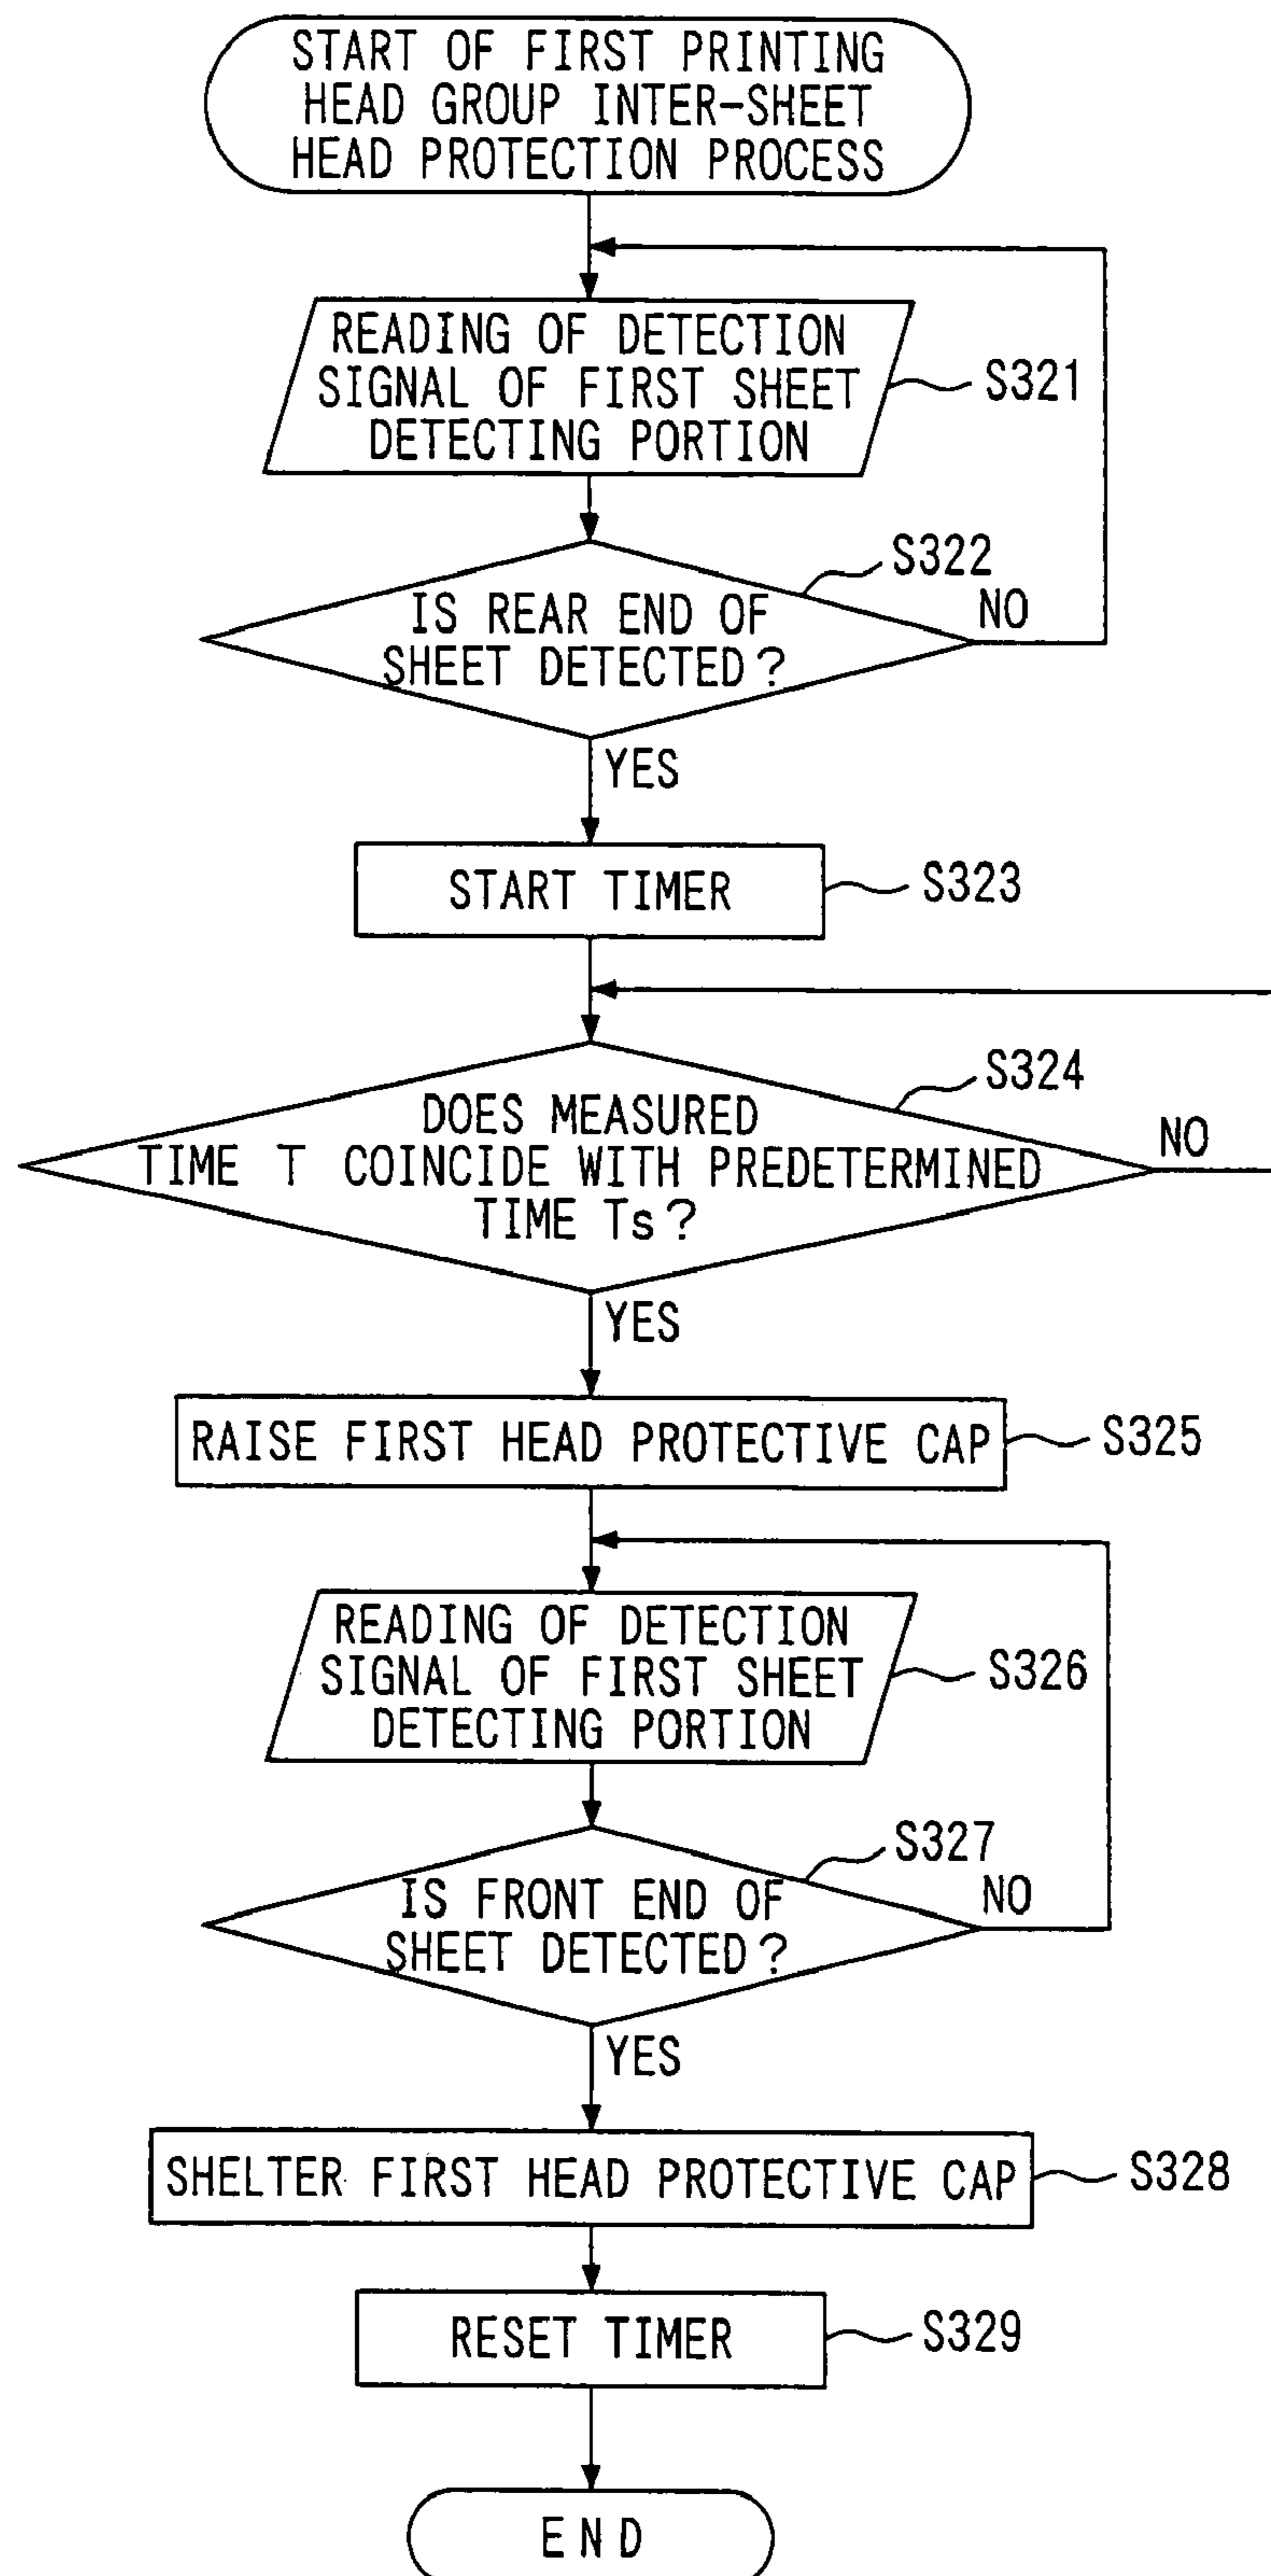 START OF FIRST PRINTING
HEAD GROUP INTER-SHEET
HEAD PROTECTION PROCESS
READING OF DETECTION
SIGNAL OF FIRST SHEET
DETECTING PORTION
S321
S322
IS REAR END OF
SHEET DETECTED?
NO
YES
START TIMER
S323
S324
DOES MEASURED
TIME T COINCIDE WITH PREDETERMINED
TIME Ts?
NO
YES
RAISE FIRST HEAD PROTECTIVE CAP
S325
READING OF DETECTION
SIGNAL OF FIRST SHEET
DETECTING PORTION
S326
S327
IS FRONT END OF
SHEET DETECTED?
NO
YES
SHELTER FIRST HEAD PROTECTIVE CAP
S328
RESET TIMER
S329
END